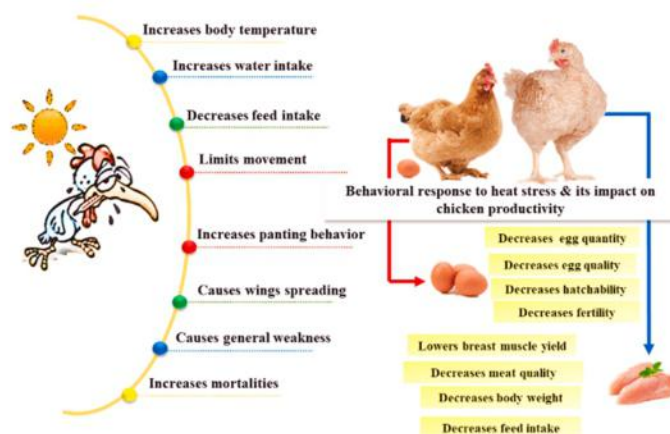 Increases body temperature
Increases water intake
Decreases feed intake
Limits movement
Increases panting behavior
Causes wings spreading
Causes general weakness
Increases mortalities
Behavioral response to heat stress & its impact on
chicken productivity
Decreases egg quantity
Decreases egg quality
Decreases hatchability
Decreases fertility
Lowers breast muscle yield
Decreases meat quality
Decreases body weight
Decreases feed intake